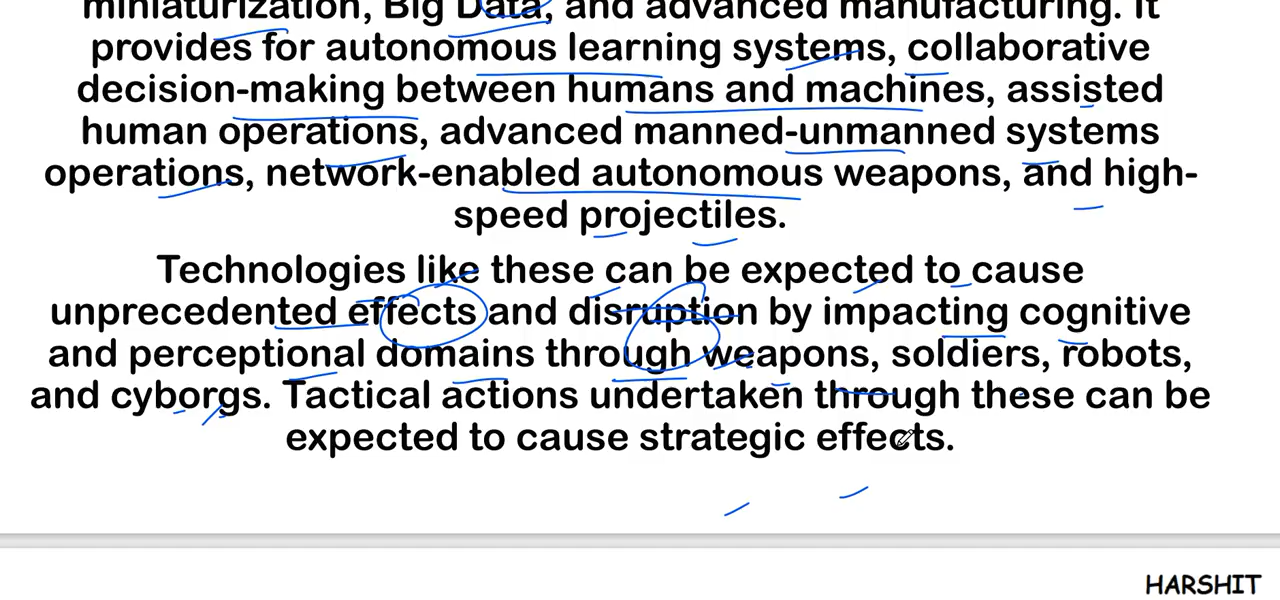 miniaturization, Big Data, and advanced manufacturing. It
provides for autonomous learning systems, collaborative
decision-making between humans and machines, assisted
human operations, advanced manned-unmanned systems
operations, network-enabled autonomous weapons, and high-
speed projectiles.
Technologies like these can be expected to cause
unprecedented effects and disruption by impacting cognitive
and perceptional domains through weapons, soldiers, robots,
and cyborgs. Tactical actions undertaken through these can be
expected to cause strategic effects.
HARSHIT